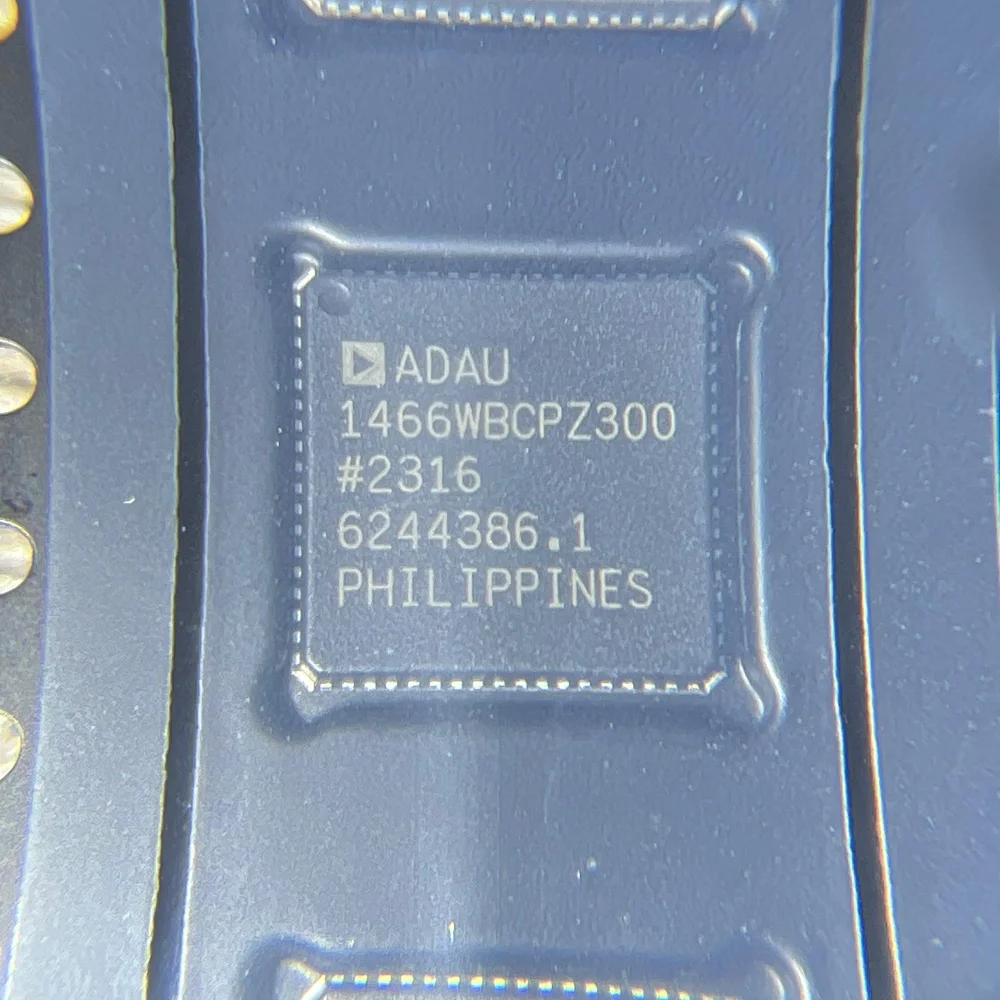 ADAU
1466WBCPZ300
#2316
6244386.1
PHILIPPINES